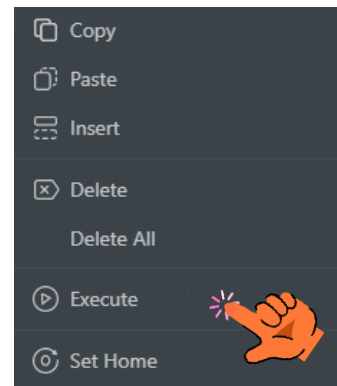 Copy
Paste
Insert
Delete
Delete All
Execute
Set Home